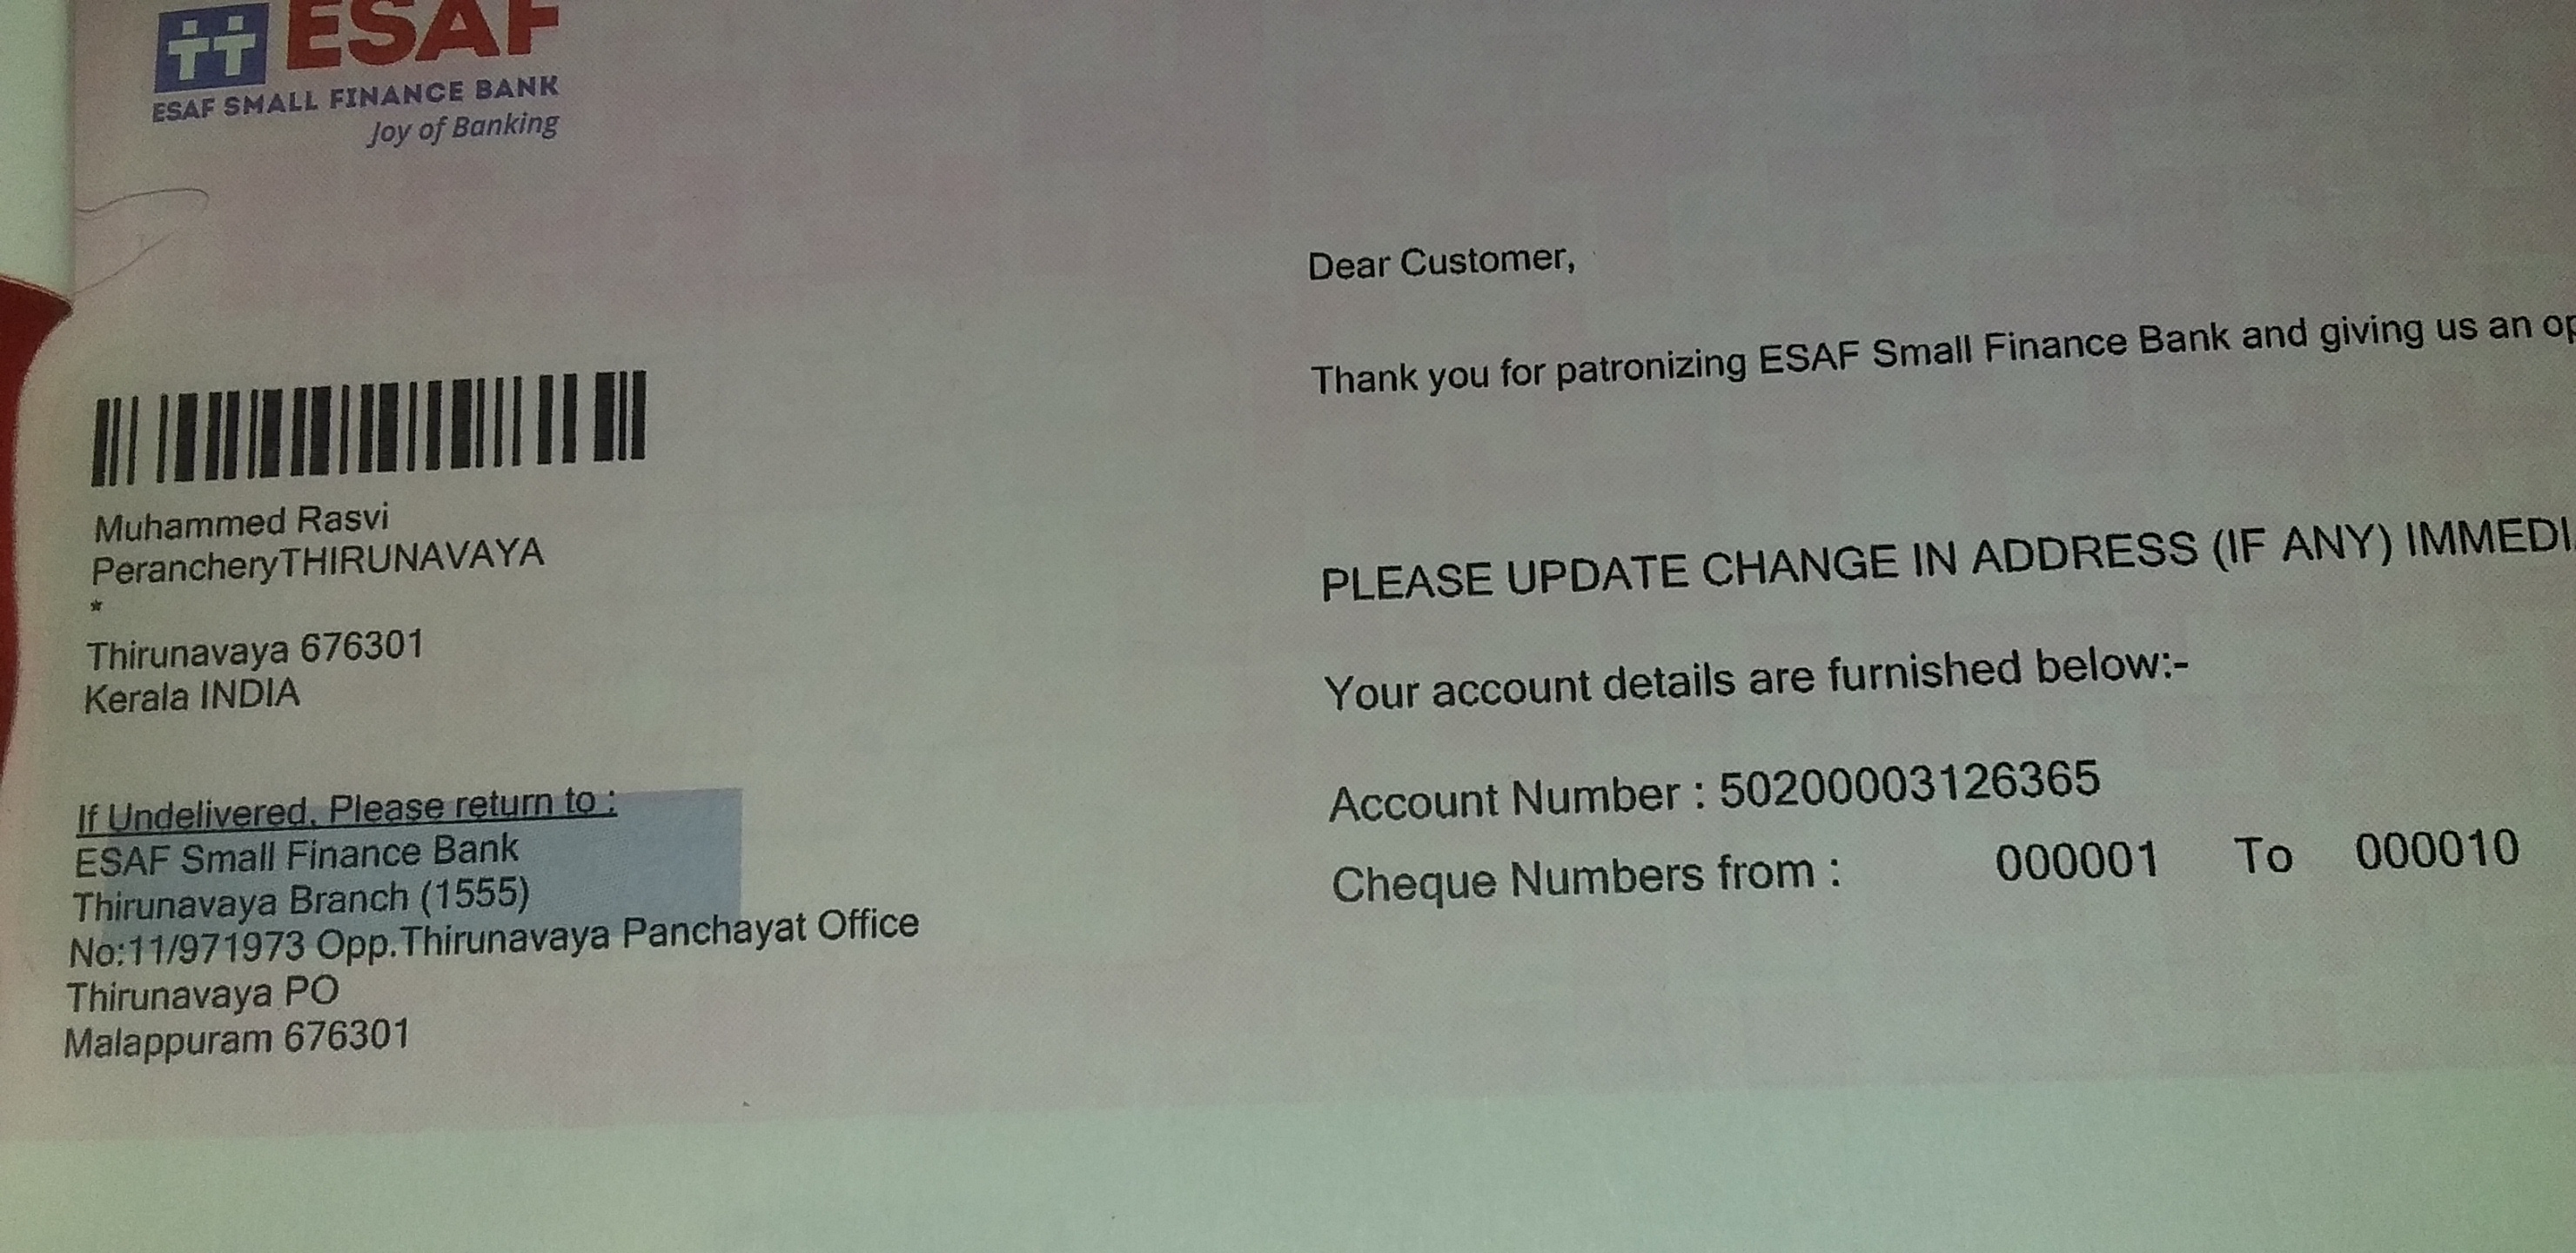 ESAF
ESAF SMALL FINANCE BANK
Joy of Banking
Muhammed Rasvi
PerancheryTHIRUNAVAYA
*
Thirunavaya 676301
Kerala INDIA
If Undelivered, Please return to :
ESAF Small Finance Bank
Thirunavaya Branch (1555)
No:11/971973 Opp.Thirunavaya Panchayat Office
Thirunavaya PO
Malappuram 676301
Dear Customer,
Thank you for patronizing ESAF Small Finance Bank and giving us an
PLEASE UPDATE CHANGE IN ADDRESS (IF ANY)
Your account details are furnished below:-
Account Number : 50200003126365
Cheque Numbers from : 000001 To 000010